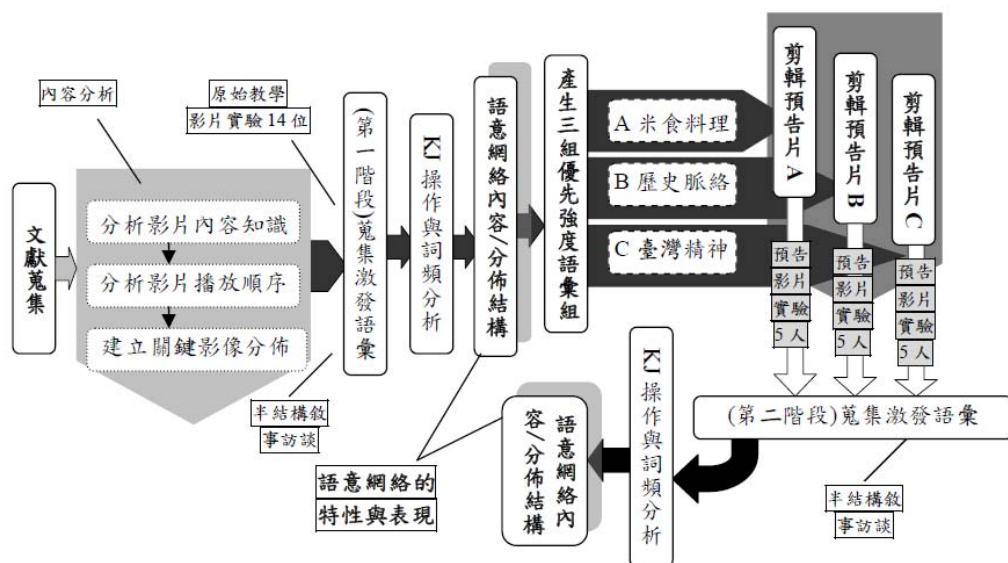 文獻蒐集
內容分析
分析影片內容知識
分析影片播放順序
建立關鍵影像分佈
原始教學
影片實驗14位
(第一階段)蒐集激發語彙
半結構敘
事訪談
KJ 操作與詞頻分析
語意網絡內容/分佈結構
產生三組優先強度語彙組
A 米食料理
B 歷史脈絡
C 臺灣精神
剪輯預告片 A
剪輯預告片 B
剪輯預告片 C
預告
影片
實驗
5人
預告
影片
實驗
5人
預告
影片
實驗
5人
(第二階段)蒐集激發語彙
半結構敘
事訪談
KJ 操作與詞頻分析
語意網絡內
容/分佈結構
語意網絡的
特性與表現